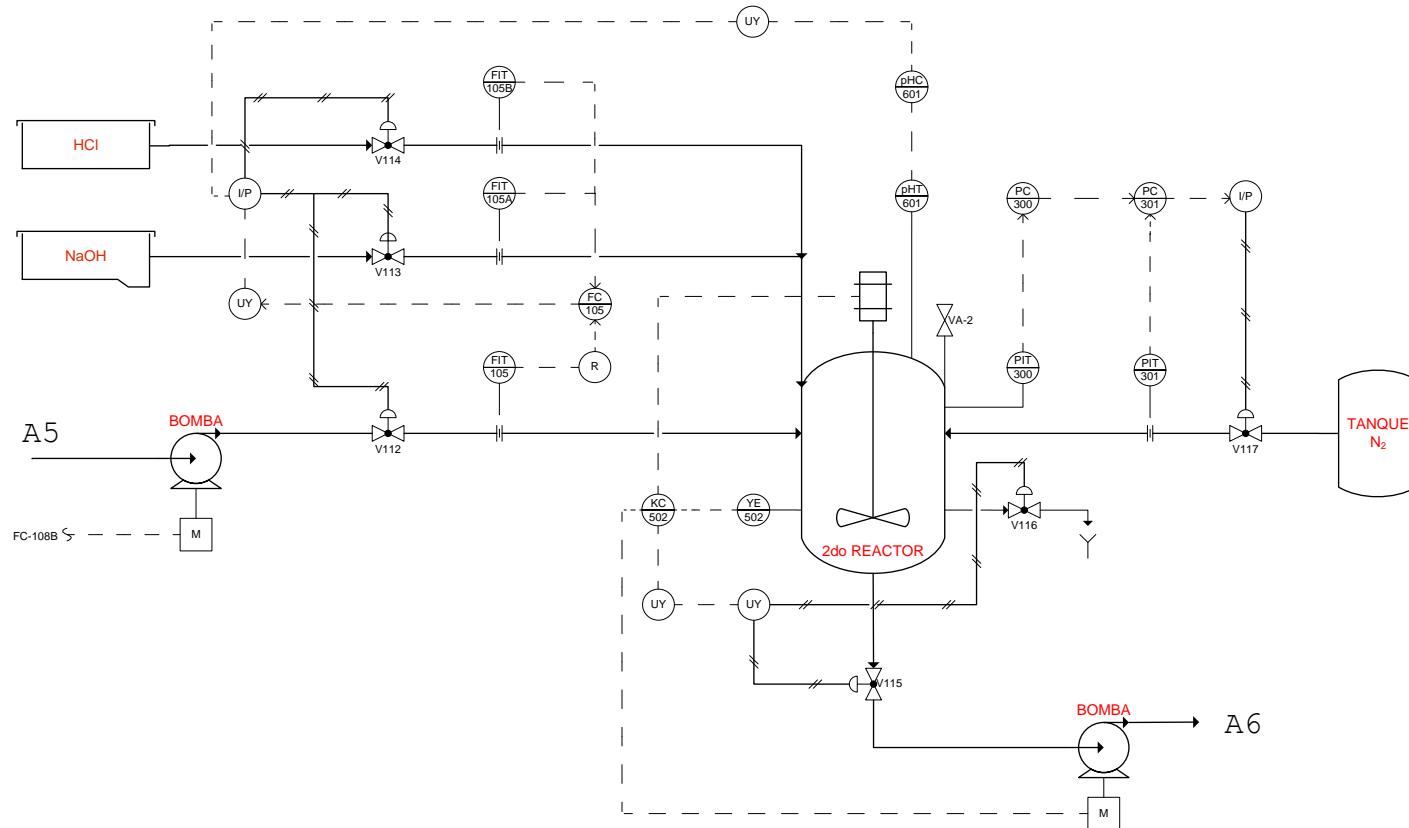 UY
FIT
105B
pHC
601
HCl
V114
I/P
FIT
105A
pHT
601
PC
300
PC
301
I/P
NaOH
V113
UY
FC
105
VA-2
FIT
105
R
PIT
300
PIT
301
BOMBA
A5
V112
V117
TANQUE
N2
KC
502
YE
502
V116
FC-108B
M
2do REACTOR
UY
UY
V115
BOMBA
A6
M